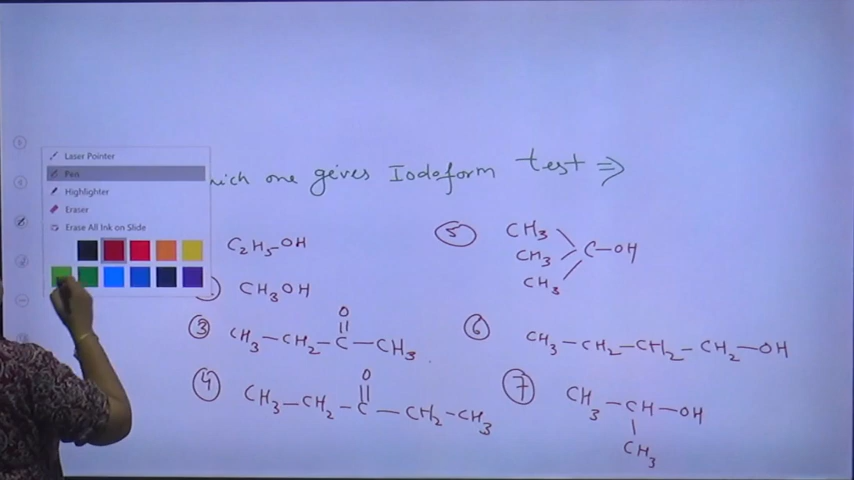 Laser Pointer
Pen
Highlighter
Eraser
Erase All Ink on Slide
hich one gives Iodoform test ⇒
C₂H₅-OH
CH₃OH
③ CH₃-CH₂-C(=O)-CH₃
④ CH₃-CH₂-C(=O)-CH₂-CH₃
⑤ CH₃ CH₃ CH₃ C-OH
⑥ CH₃-CH₂-CH₂-CH₂-OH
⑦ CH₃-CH-OH
CH₃